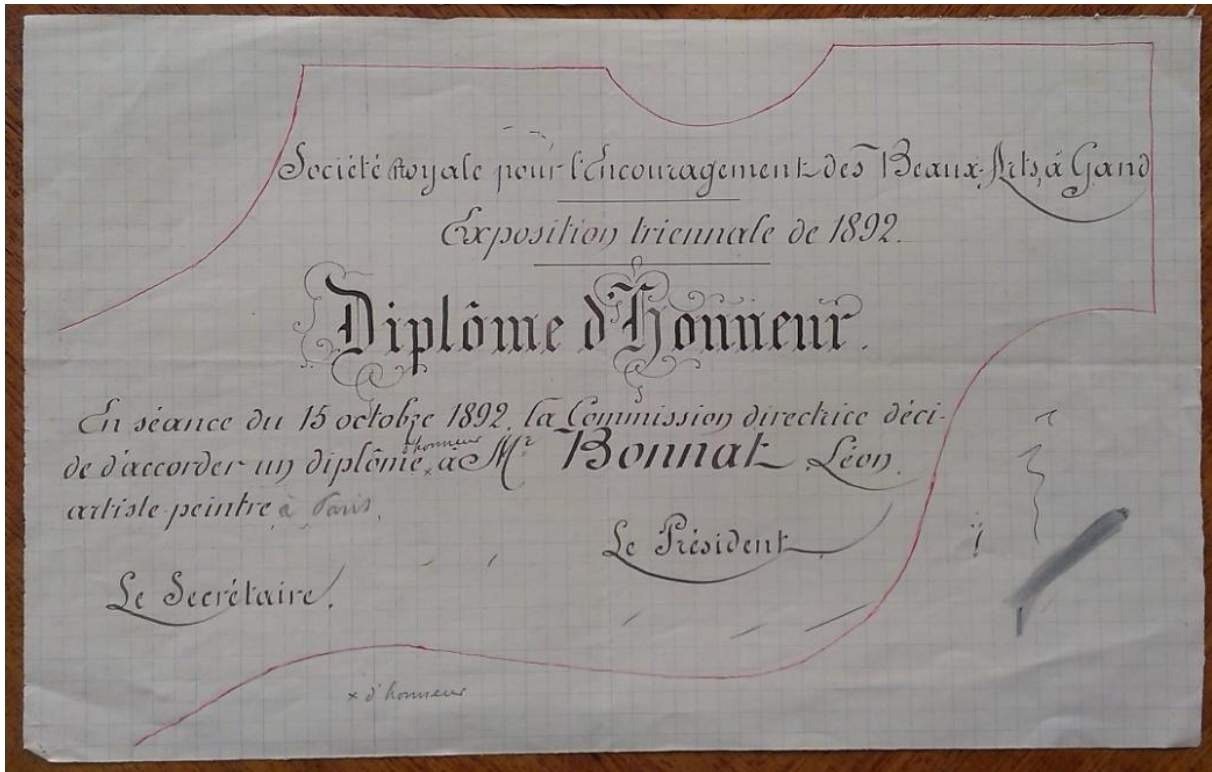 Société Royale pour l'Encouragement des Beaux-Arts, à Gand
Exposition triennale de 1892.
Diplôme d'Honneur.
En séance du 15 octobre 1892, la Commission directrice déci-
d'honneur
de d'accorder un diplôme × à Mr Bonnat Léon,
artiste-peintre à Paris,
Le Président.
Le Secrétaire.
× d'honneur